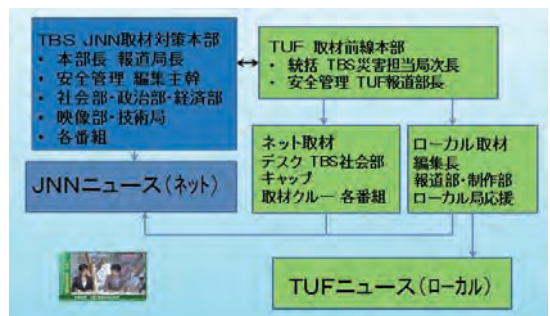 TBS JNN取材対策本部
• 本部長 報道局長
• 安全管理 編集主幹
• 社会部・政治部・経済部
• 映像部・技術局
• 各番組
TUF 取材前線本部
• 統括 TBS災害担当局次長
• 安全管理 TUF報道部長
ネット取材
デスク TBS社会部
キャップ
取材クルー 各番組
ローカル取材
編集長
報道部・制作部
ローカル局応援
JNNニュース(ネット)
TUFニュース(ローカル)